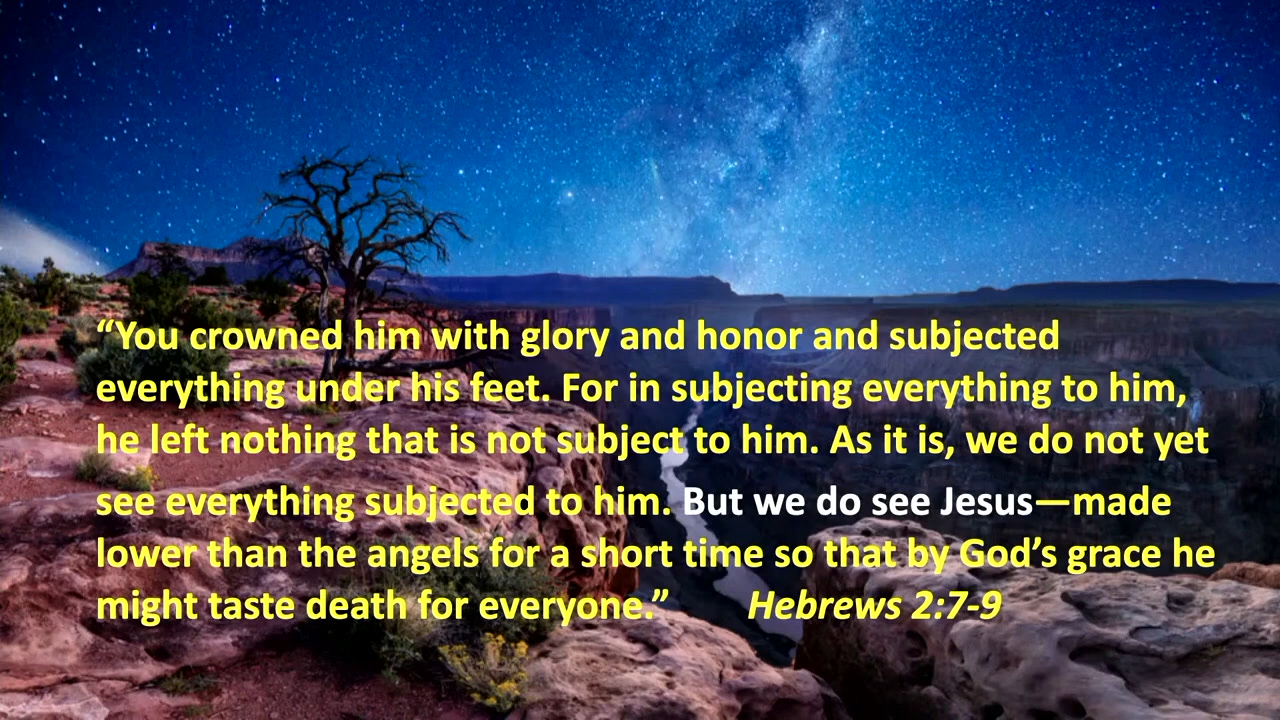 “You crowned him with glory and honor and subjected
everything under his feet. For in subjecting everything to him,
he left nothing that is not subject to him. As it is, we do not yet
see everything subjected to him. But we do see Jesus—made
lower than the angels for a short time so that by God’s grace he
might taste death for everyone.” Hebrews 2:7-9